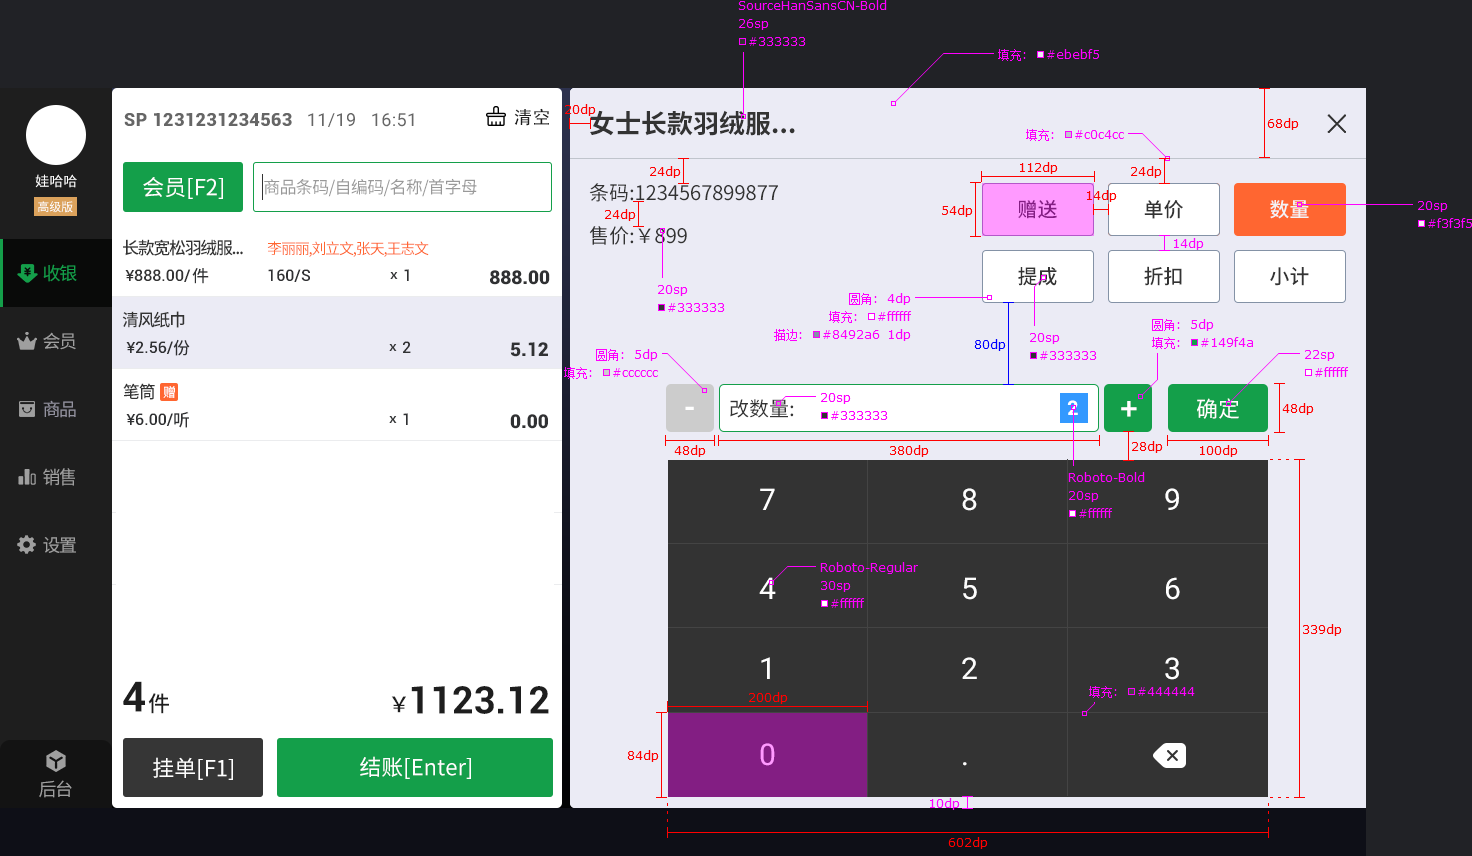 SourceHanSansCN-Bold
26sp
#333333
填充: #ebebf5
娃哈哈
高级版
收银
会员
商品
销售
设置
后台
SP 1231231234563 11/19 16:51 清空
会员[F2] 商品条码/自编码/名称/首字母
长款宽松羽绒服... 李丽丽,刘立文,张天,王志文
¥888.00/件 160/S x 1 888.00
清风纸巾
¥2.56/份 x 2 5.12
笔筒 赠
¥6.00/听 x 1 0.00
4件 ¥1123.12
挂单[F1] 结账[Enter]
20dp
女士长款羽绒服...
68dp
填充: #c0c4cc
24dp
112dp
24dp
条码:1234567899877
24dp
售价:¥899
54dp
赠送
14dp
单价
数量
20sp
#f3f3f5
14dp
提成
折扣
小计
20sp
#333333
圆角: 4dp
填充: #ffffff
描边: #8492a6 1dp
80dp
20sp
#333333
圆角: 5dp
填充: #149f4a
22sp
#ffffff
圆角: 5dp
填充: #cccccc
-
改数量:
20sp
#333333
2
+
确定
48dp
48dp
380dp
28dp
100dp
Roboto-Bold
20sp
#ffffff
7 8 9
Roboto-Regular
30sp
#ffffff
4 5 6
339dp
1 2 3
填充: #444444
200dp
84dp
0 .
10dp
602dp